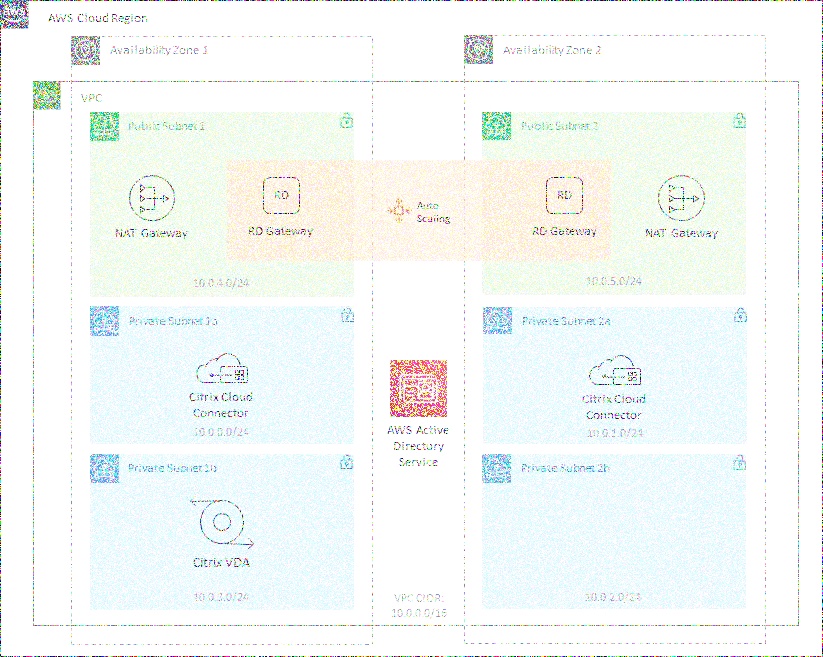 aws
AWS Cloud Region
Availability Zone 1
Availability Zone 2
VPC
Public Subnet 1
Public Subnet 2
RD
RD
Auto
Scaling
NAT Gateway
RD Gateway
RD Gateway
NAT Gateway
10.0.4.0/24
10.0.5.0/24
Private Subnet 1a
Private Subnet 2a
Citrix Cloud
Connector
10.0.0.0/24
Citrix Cloud
Connector
10.0.1.0/24
AWS Active
Directory
Service
Private Subnet 1b
Private Subnet 2b
Citrix VDA
10.0.3.0/24
VPC CIDR:
10.0.0.0/16
10.0.2.0/24